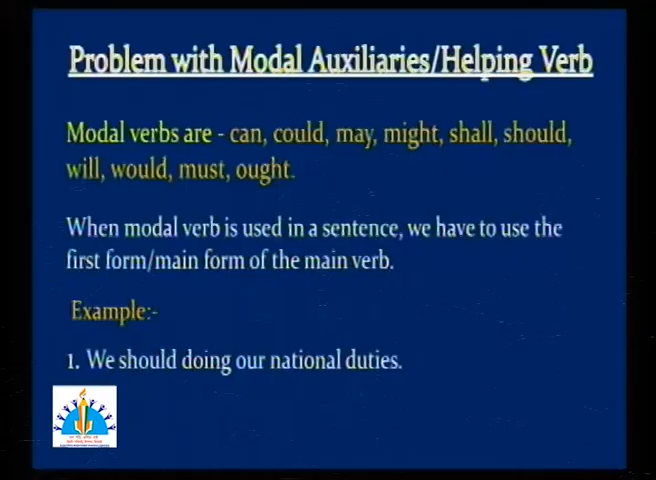 Problem with Modal Auxiliaries/Helping Verb
Modal verbs are - can, could, may, might, shall, should,
will, would, must, ought.
When modal verb is used in a sentence, we have to use the
first form/main form of the main verb.
Example:-
1. We should doing our national duties.